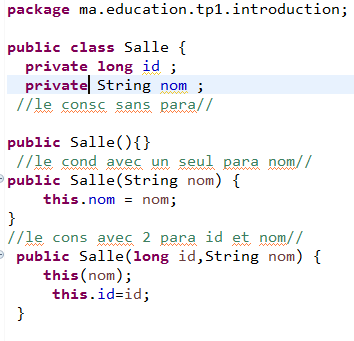 package ma.education.tp1.introduction;
public class Salle {
private long id ;
private String nom ;
//le consc sans para//
public Salle(){}
//le cond avec un seul para nom//
public Salle(String nom) {
this.nom = nom;
}
//le cons avec 2 para id et nom//
public Salle(long id,String nom) {
this(nom);
this.id=id;
}